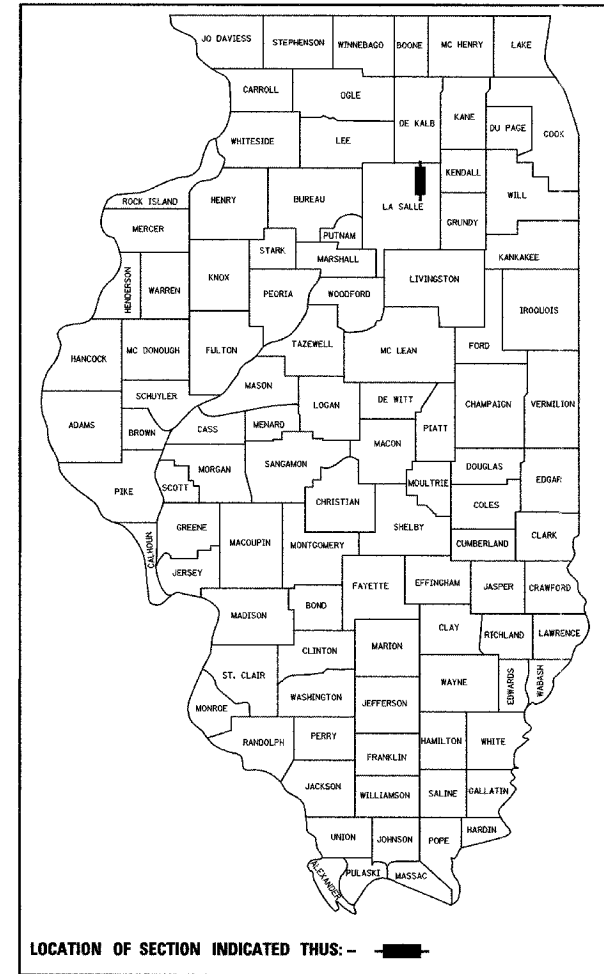 JO DAVIESS STEPHENSON WINNEBAGO BOONE MC HENRY LAKE
CARROLL OGLE DE KALB KANE DU PAGE COOK
WHITESIDE LEE KENDALL WILL
ROCK ISLAND HENRY BUREAU LA SALLE GRUNDY
MERCER PUTNAM KANKAKEE
STARK MARSHALL LIVINGSTON
HENDERSON WARREN KNOX PEORIA WOODFORD IROQUOIS
HANCOCK MC DONOUGH FULTON TAZEWELL MC LEAN FORD
SCHUYLER MASON LOGAN DE WITT CHAMPAIGN VERMILION
ADAMS BROWN CASS MENARD MACON PIATT
PIKE SCOTT MORGAN SANGAMON MOULTRIE DOUGLAS EDGAR
CHRISTIAN COLES
CALHOUN GREENE MACOUPIN MONTGOMERY SHELBY CUMBERLAND CLARK
JERSEY FAYETTE EFFINGHAM JASPER CRAWFORD
MADISON BOND CLAY RICHLAND LAWRENCE
CLINTON MARION
ST. CLAIR WAYNE EDWARDS WABASH
MONROE WASHINGTON JEFFERSON
RANDOLPH PERRY HAMILTON WHITE
FRANKLIN
JACKSON WILLIAMSON SALINE GALLATIN
UNION JOHNSON POPE HARDIN
ALEXANDER PULASKI MASSAC
LOCATION OF SECTION INDICATED THUS: -